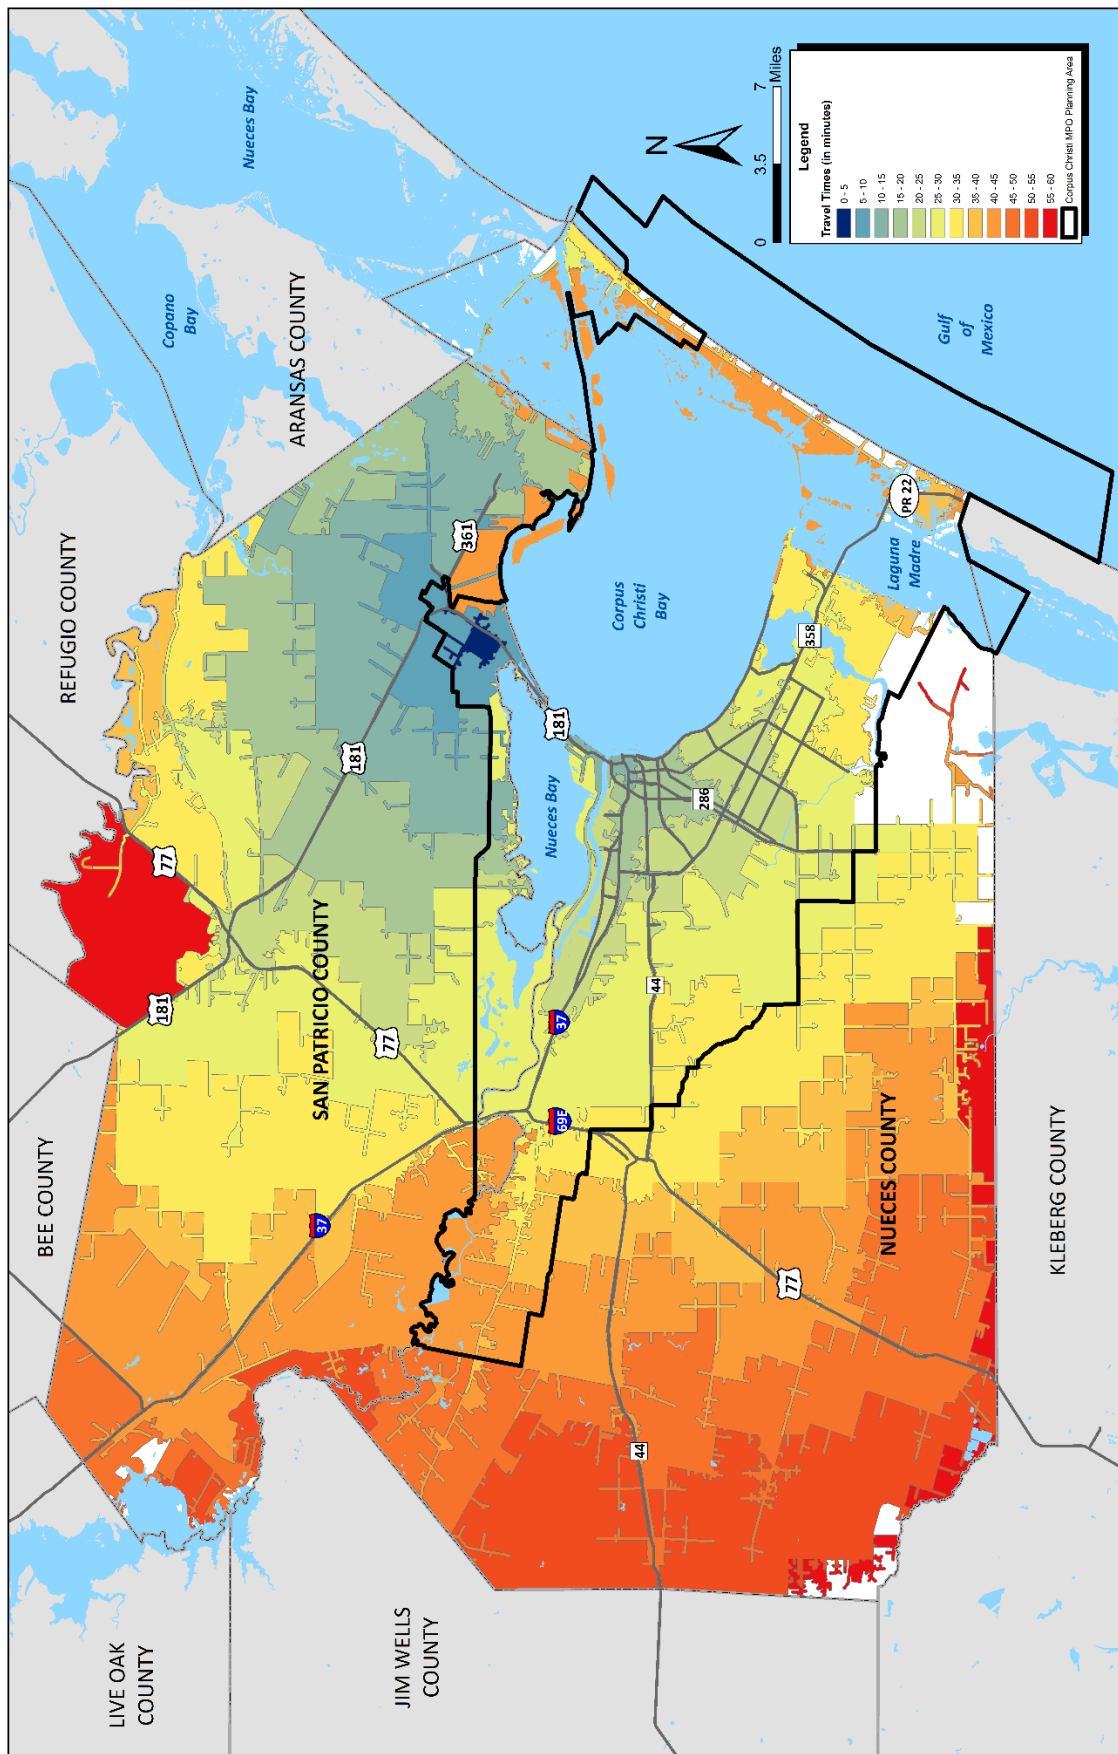 LIVE OAK
COUNTY
BEE COUNTY
REFUGIO COUNTY
Copano
Bay
Nueces Bay
ARANSAS COUNTY
181
77
181
77
SAN PATRICIO COUNTY
37
361
181
Nueces Bay
37
69E
Corpus
Christi
Bay
JIM WELLS
COUNTY
44
44
286
358
PR 22
Laguna
Madre
77
NUECES COUNTY
KLEBERG COUNTY
Gulf
of
Mexico
N
0
3.5
7
Miles
Legend
Travel Times (in minutes)
0 - 5
5 - 10
10 - 15
15 - 20
20 - 25
25 - 30
30 - 35
35 - 40
40 - 45
45 - 50
50 - 55
55 - 60
Corpus Christi MPO Planning Area